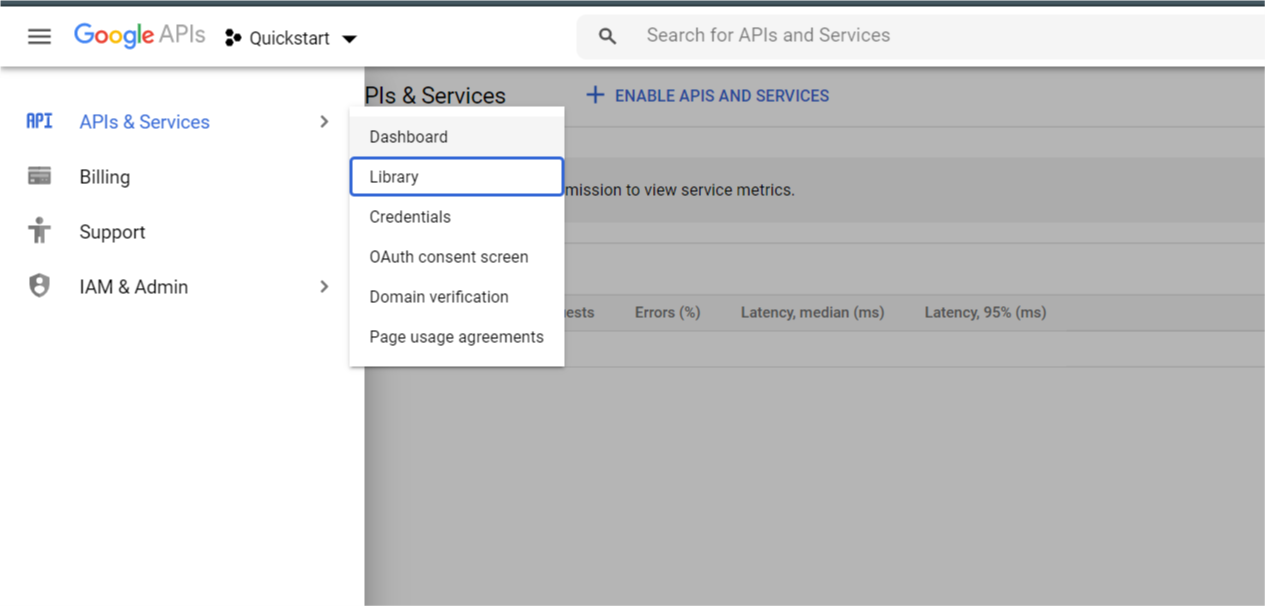 Google APIs Quickstart
Search for APIs and Services
API APIs & Services
Billing
Support
IAM & Admin
PIs & Services
ENABLE APIS AND SERVICES
Dashboard
Library
Credentials
OAuth consent screen
Domain verification
Page usage agreements
mission to view service metrics.
ests Errors (%) Latency, median (ms) Latency, 95% (ms)